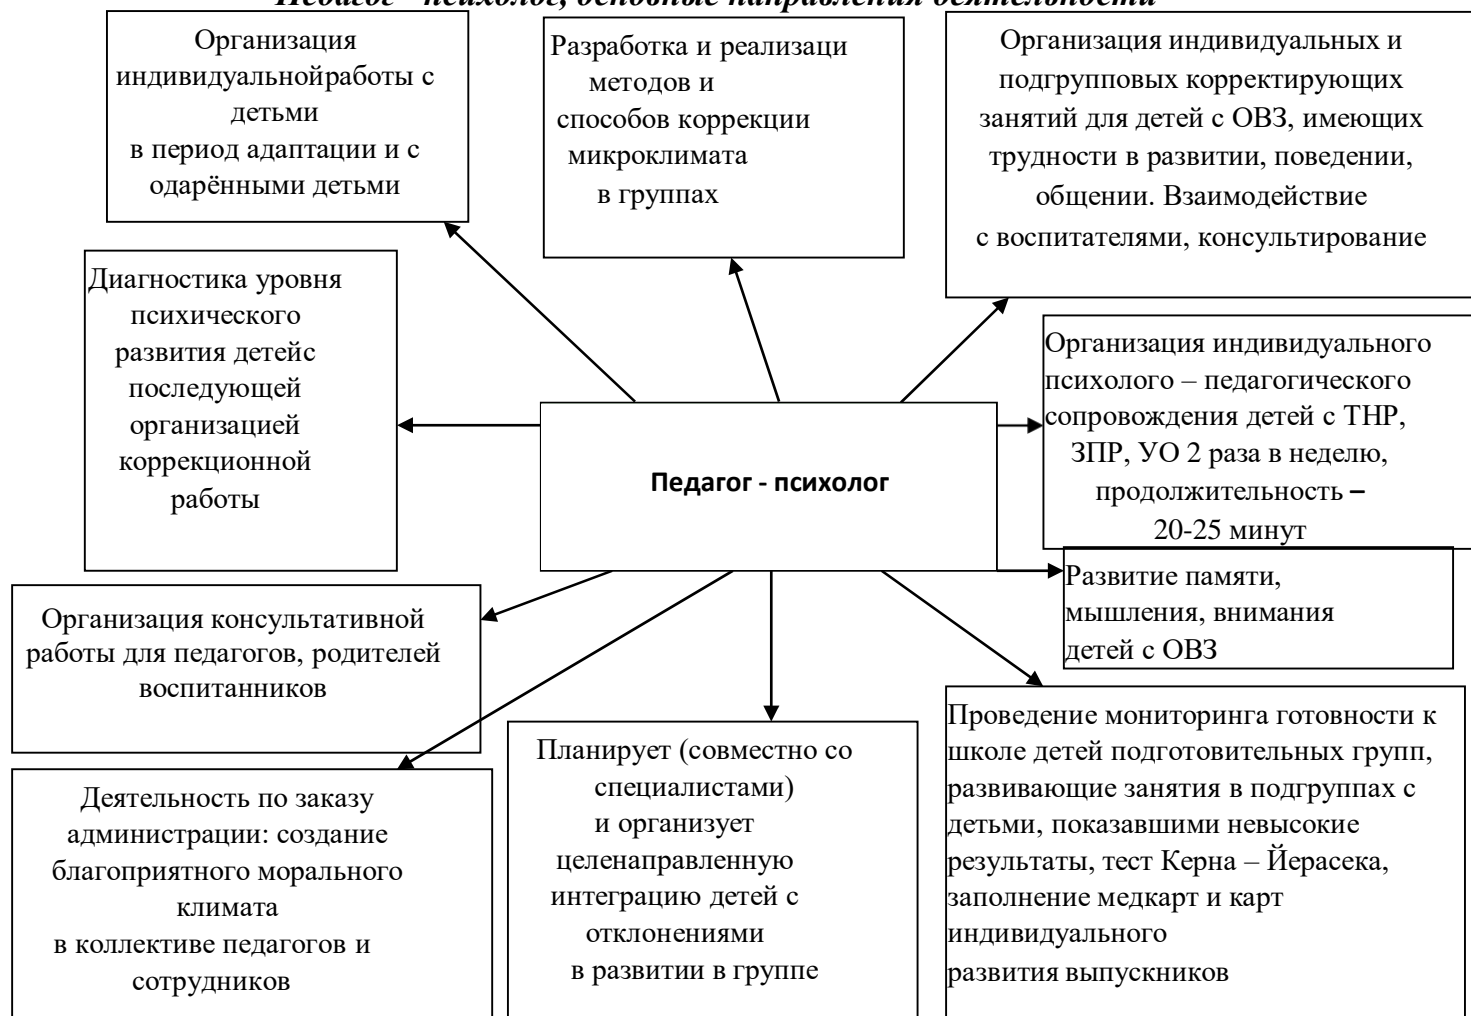 Педагог - психолог, основные направления деятельности
Организация
индивидуальнойработы с
детьми
в период адаптации и с
одарёнными детьми
Разработка и реализаци
методов и
способов коррекции
микроклимата
в группах
Организация индивидуальных и
подгрупповых корректирующих
занятий для детей с ОВЗ, имеющих
трудности в развитии, поведении,
общении. Взаимодействие
с воспитателями, консультирование
Диагностика уровня
психического
развития детейс
последующей
организацией
коррекционной
работы
Организация индивидуального
психолого – педагогического
сопровождения детей с ТНР,
ЗПР, УО 2 раза в неделю,
продолжительность –
20-25 минут
Педагог - психолог
Развитие памяти,
мышления, внимания
детей с ОВЗ
Организация консультативной
работы для педагогов, родителей
воспитанников
Деятельность по заказу
администрации: создание
благоприятного морального
климата
в коллективе педагогов и
сотрудников
Планирует (совместно со
специалистами)
и организует
целенаправленную
интеграцию детей с
отклонениями
в развитии в группе
Проведение мониторинга готовности к
школе детей подготовительных групп,
развивающие занятия в подгруппах с
детьми, показавшими невысокие
результаты, тест Керна – Йерасека,
заполнение медкарт и карт
индивидуального
развития выпускников